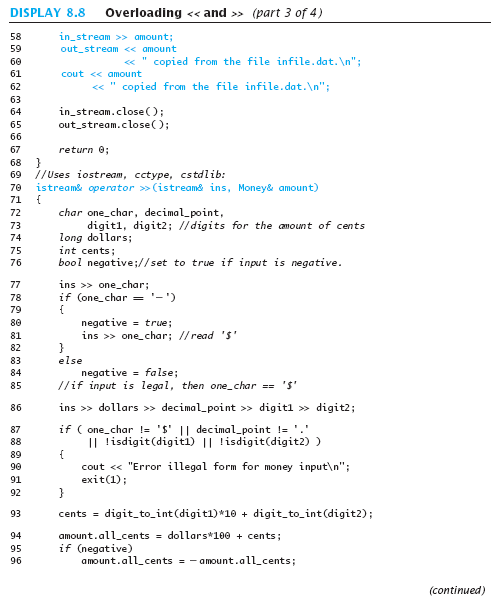 DISPLAY 8.8 Overloading << and >> (part 3 of 4)
58 in_stream >> amount;
59 out_stream << amount
60 << " copied from the file infile.dat.\n";
61 cout << amount
62 << " copied from the file infile.dat.\n";
63
64 in_stream.close();
65 out_stream.close();
66
67 return 0;
68 }
69 //Uses iostream, cctype, cstdlib:
70 istream& operator >>(istream& ins, Money& amount)
71 {
72 char one_char, decimal_point,
73 digit1, digit2; //digits for the amount of cents
74 long dollars;
75 int cents;
76 bool negative;//set to true if input is negative.
77 ins >> one_char;
78 if (one_char == '-')
79 {
80 negative = true;
81 ins >> one_char; //read '$'
82 }
83 else
84 negative = false;
85 //if input is legal, then one_char == '$'
86 ins >> dollars >> decimal_point >> digit1 >> digit2;
87 if ( one_char != '$' || decimal_point != '.'
88 || !isdigit(digit1) || !isdigit(digit2) )
89 {
90 cout << "Error illegal form for money input\n";
91 exit(1);
92 }
93 cents = digit_to_int(digit1)*10 + digit_to_int(digit2);
94 amount.all_cents = dollars*100 + cents;
95 if (negative)
96 amount.all_cents = -amount.all_cents;
(continued)